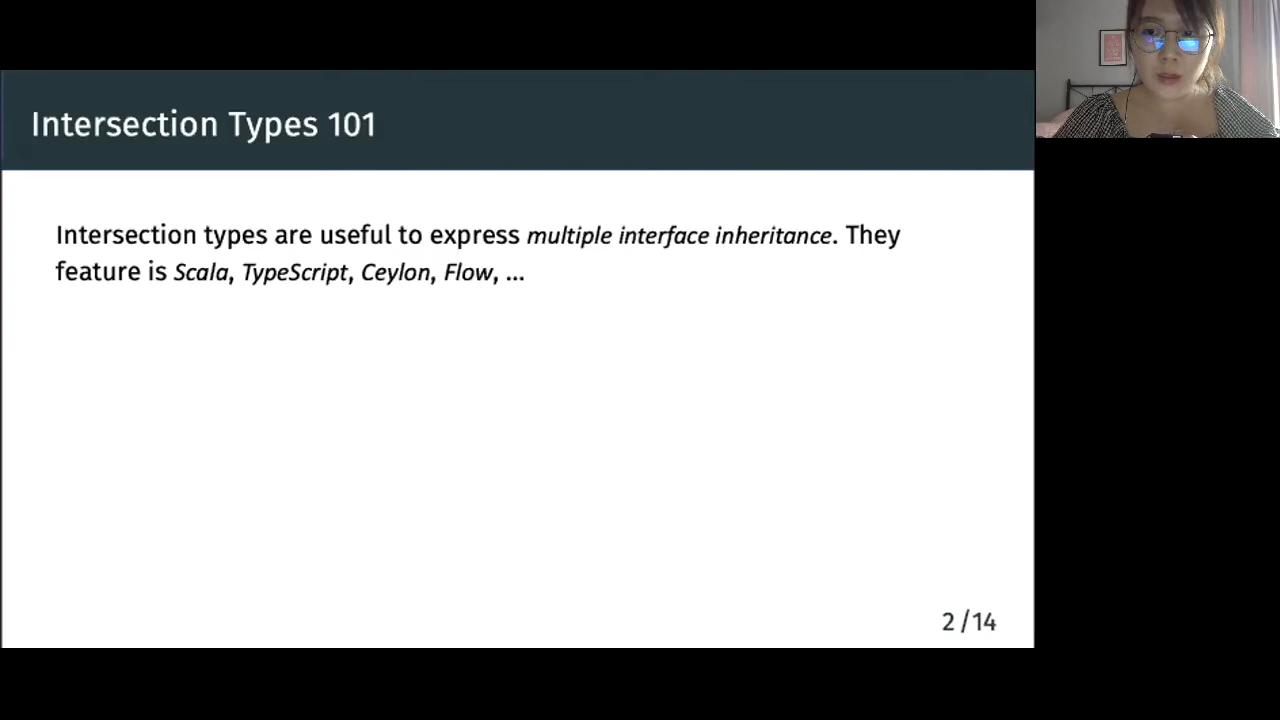 Intersection Types 101
Intersection types are useful to express multiple interface inheritance. They
feature is Scala, TypeScript, Ceylon, Flow, ...
2 / 14